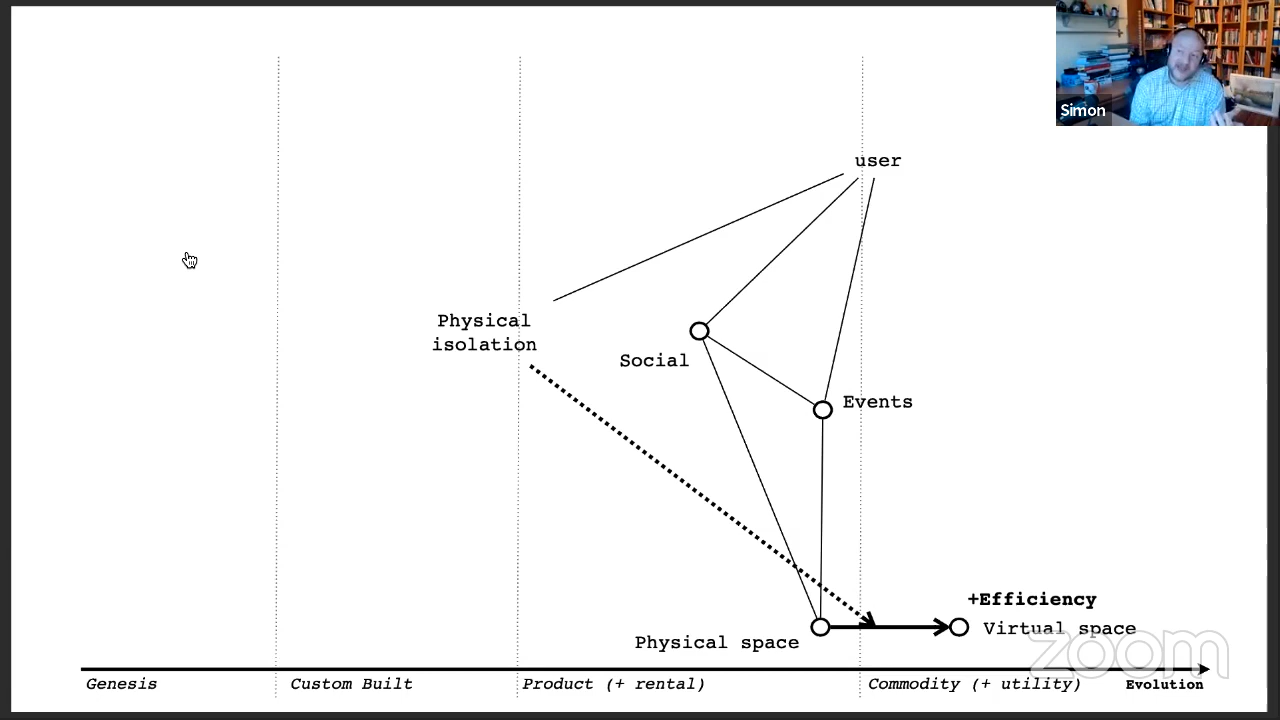 Simon
user
Physical
isolation
Social
Events
+Efficiency
Virtual space
Physical space
zoom
Genesis
Custom Built
Product (+ rental)
Commodity (+ utility)
Evolution